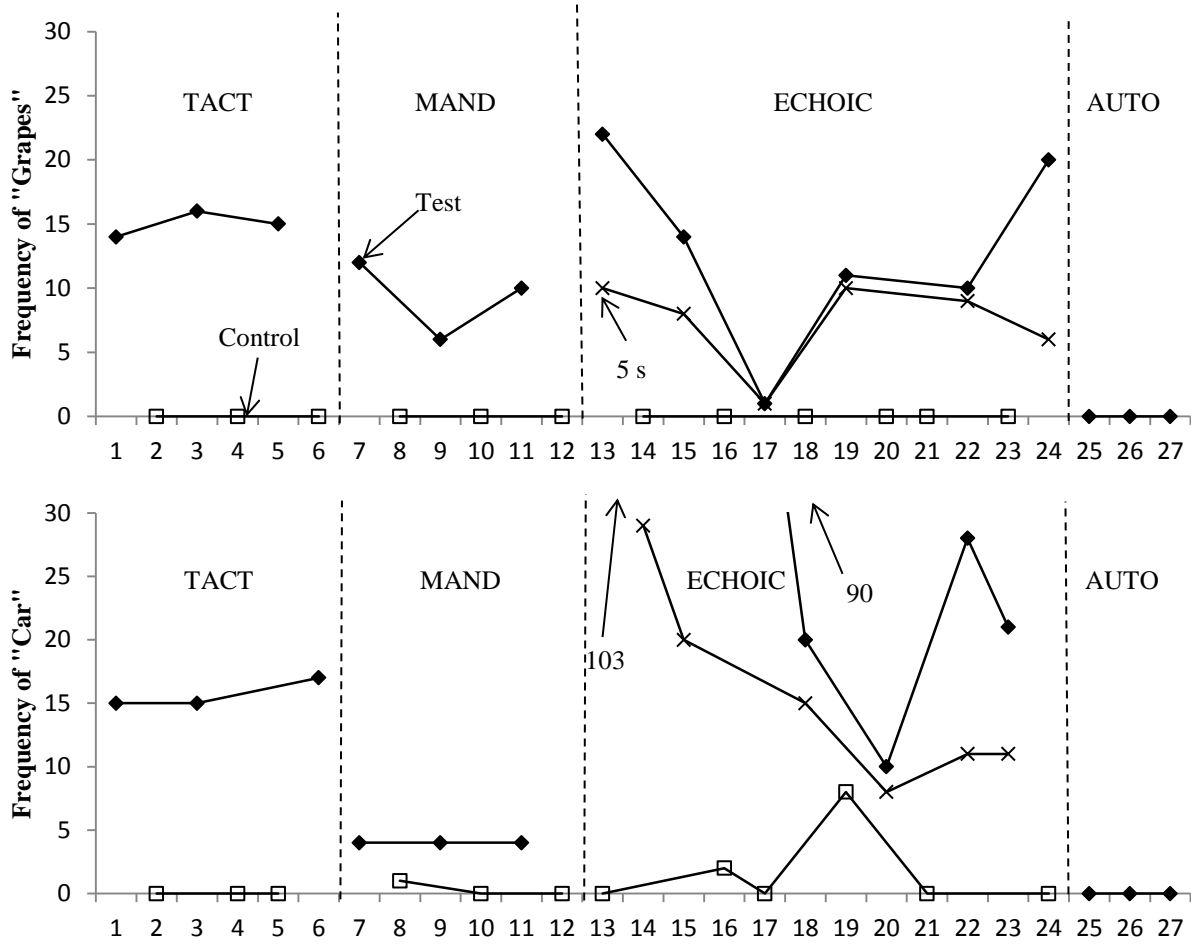 Frequency of "Grapes"
30
25
20
15
10
5
0
TACT
MAND
ECHOIC
AUTO
Test
Control
5 s
1 2 3 4 5 6 7 8 9 10 11 12 13 14 15 16 17 18 19 20 21 22 23 24 25 26 27
Frequency of "Car"
30
25
20
15
10
5
0
TACT
MAND
ECHOIC
AUTO
90
103
1 2 3 4 5 6 7 8 9 10 11 12 13 14 15 16 17 18 19 20 21 22 23 24 25 26 27